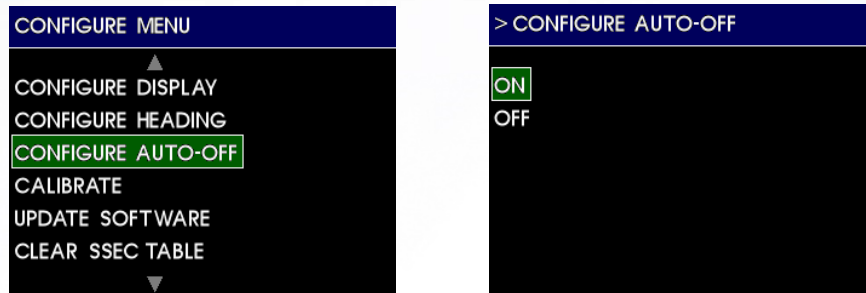 CONFIGURE MENU
CONFIGURE DISPLAY
CONFIGURE HEADING
CONFIGURE AUTO-OFF
CALIBRATE
UPDATE SOFTWARE
CLEAR SSEC TABLE
> CONFIGURE AUTO-OFF
ON
OFF